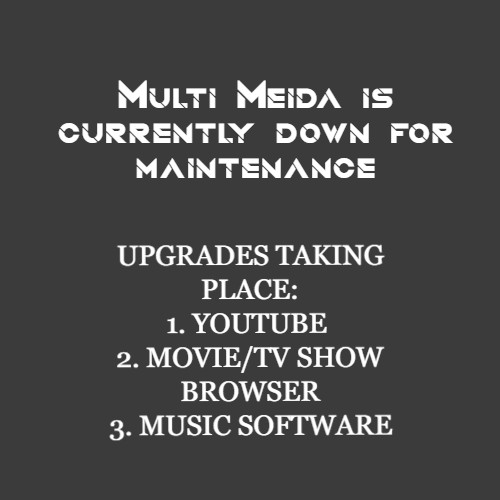 Multi Meida is
currently down for
maintenance
UPGRADES TAKING
PLACE:
1. YOUTUBE
2. MOVIE/TV SHOW
BROWSER
3. MUSIC SOFTWARE